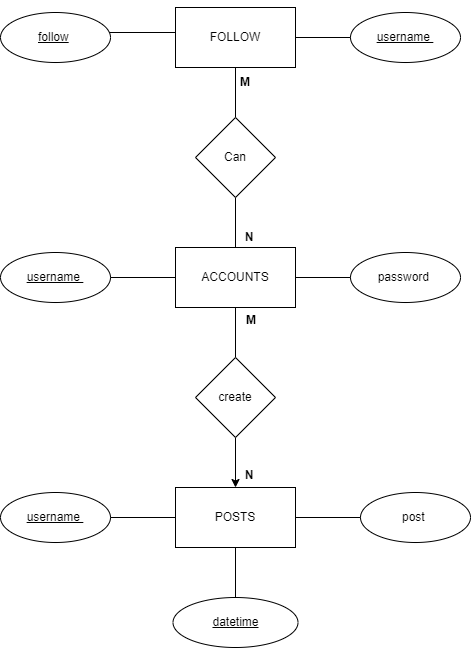 follow
FOLLOW
username
M
Can
N
username
ACCOUNTS
password
M
create
N
username
POSTS
post
datetime